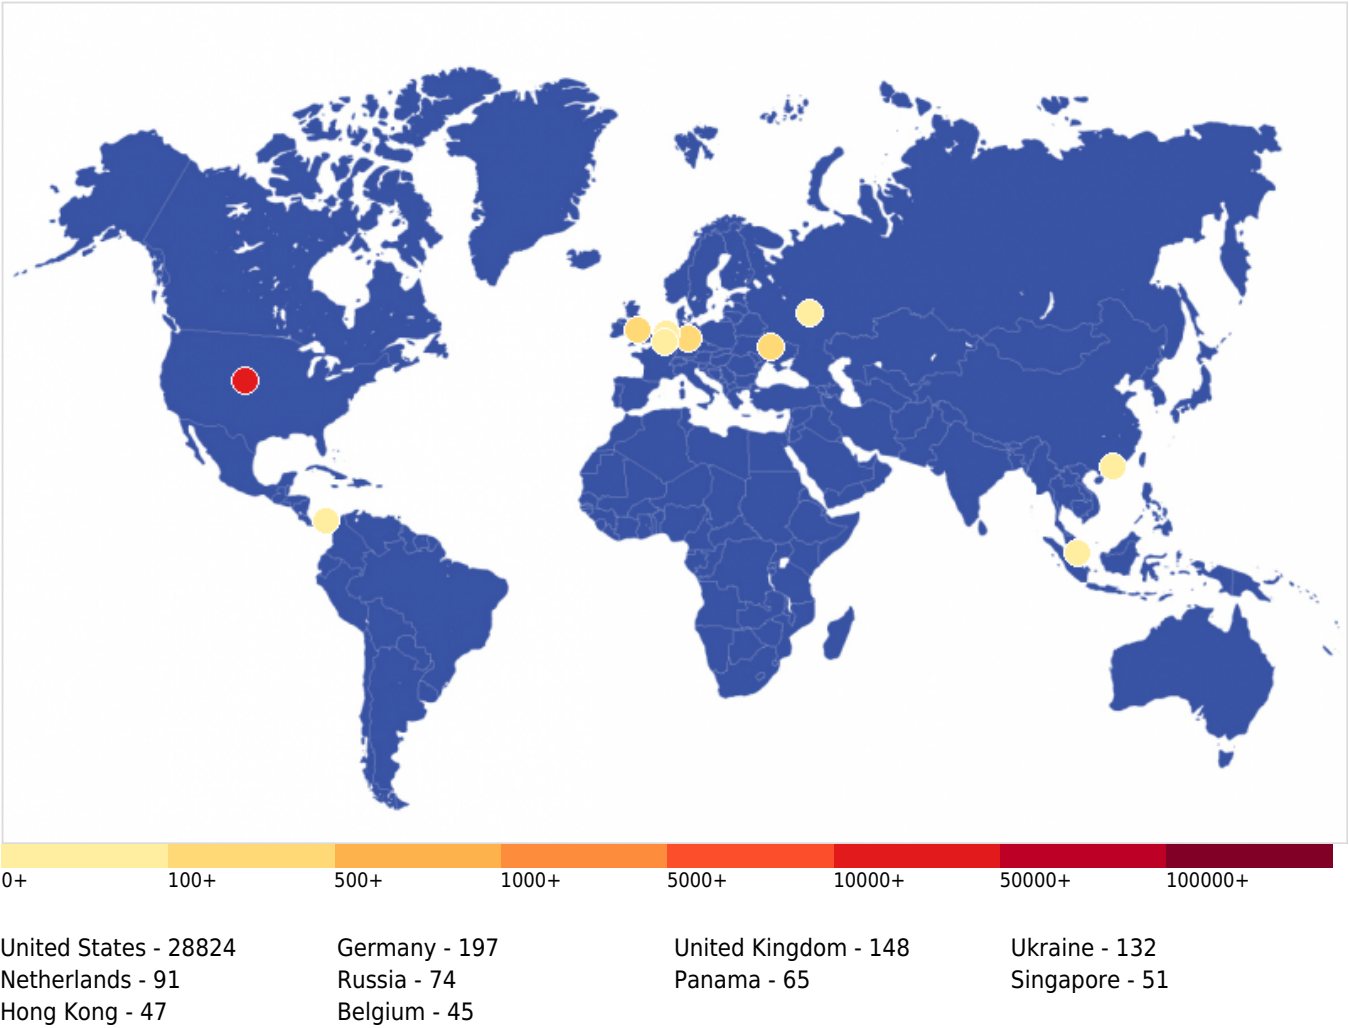 0+ 100+ 500+ 1000+ 5000+ 10000+ 50000+ 100000+
United States - 28824 Germany - 197 United Kingdom - 148 Ukraine - 132
Netherlands - 91 Russia - 74 Panama - 65 Singapore - 51
Hong Kong - 47 Belgium - 45